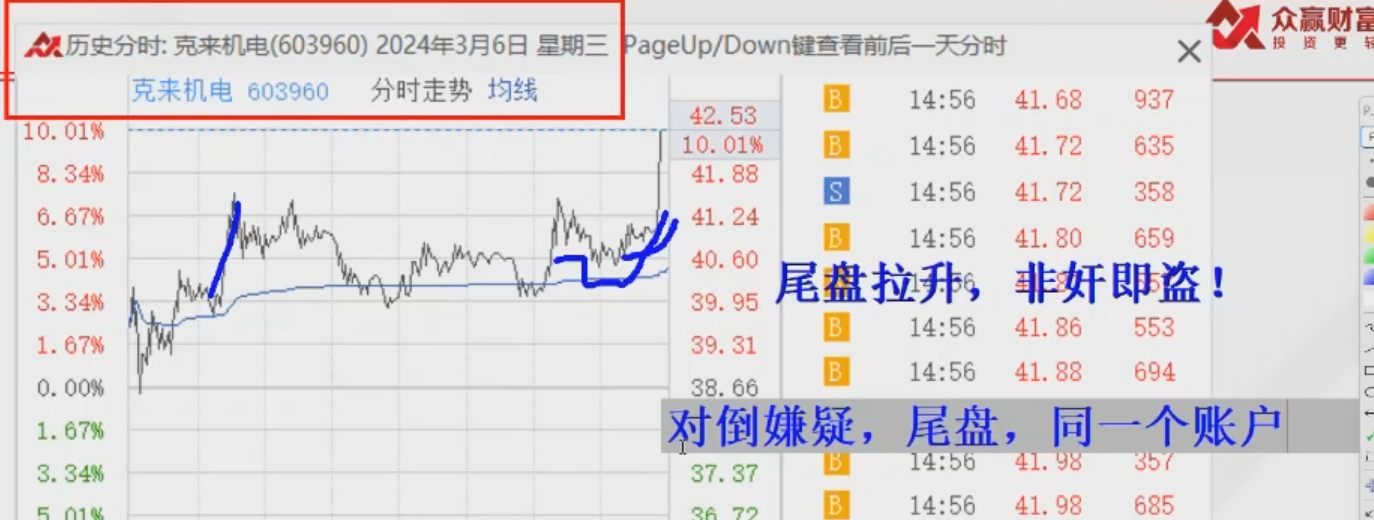 历史分时: 克来机电(603960) 2024年3月6日 星期三 PageUp/Down键查看前后一天分时
众赢财富
投 资 更
克来机电 603960 分时走势 均线
42.53
B 14:56 41.68 937
10.01% 10.01%
B 14:56 41.72 635
8.34% 41.88
S 14:56 41.72 358
6.67% 41.24
B 14:56 41.80 659
5.01% 40.60
尾盘拉升，非奸即盗！
3.34% 39.95
B 14:56 41.86 553
1.67% 39.31
B 14:56 41.88 694
0.00% 38.66
对倒嫌疑，尾盘，同一个账户
1.67%
B 14:56 41.98 357
3.34% 37.37
B 14:56 41.98 685
5.01% 36.72